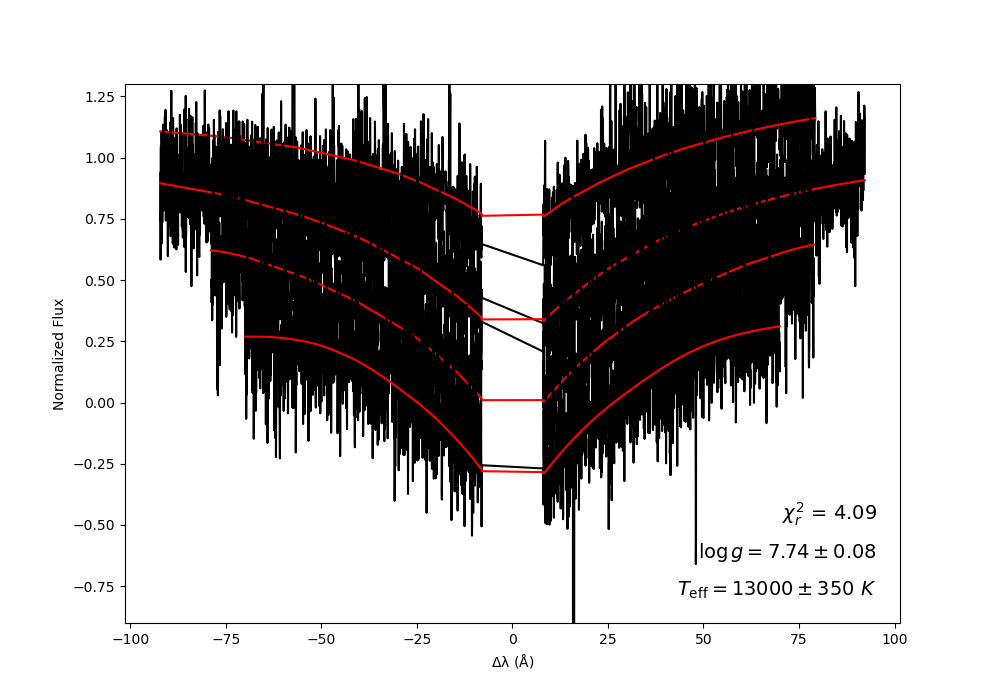 1.25
1.00
0.75
0.50
0.25
0.00
−0.25
−0.50
−0.75
Normalized Flux
χ²ᵣ = 4.09
log g = 7.74 ± 0.08
T_eff = 13000 ± 350 K
−100 −75 −50 −25 0 25 50 75 100
Δλ (Å)